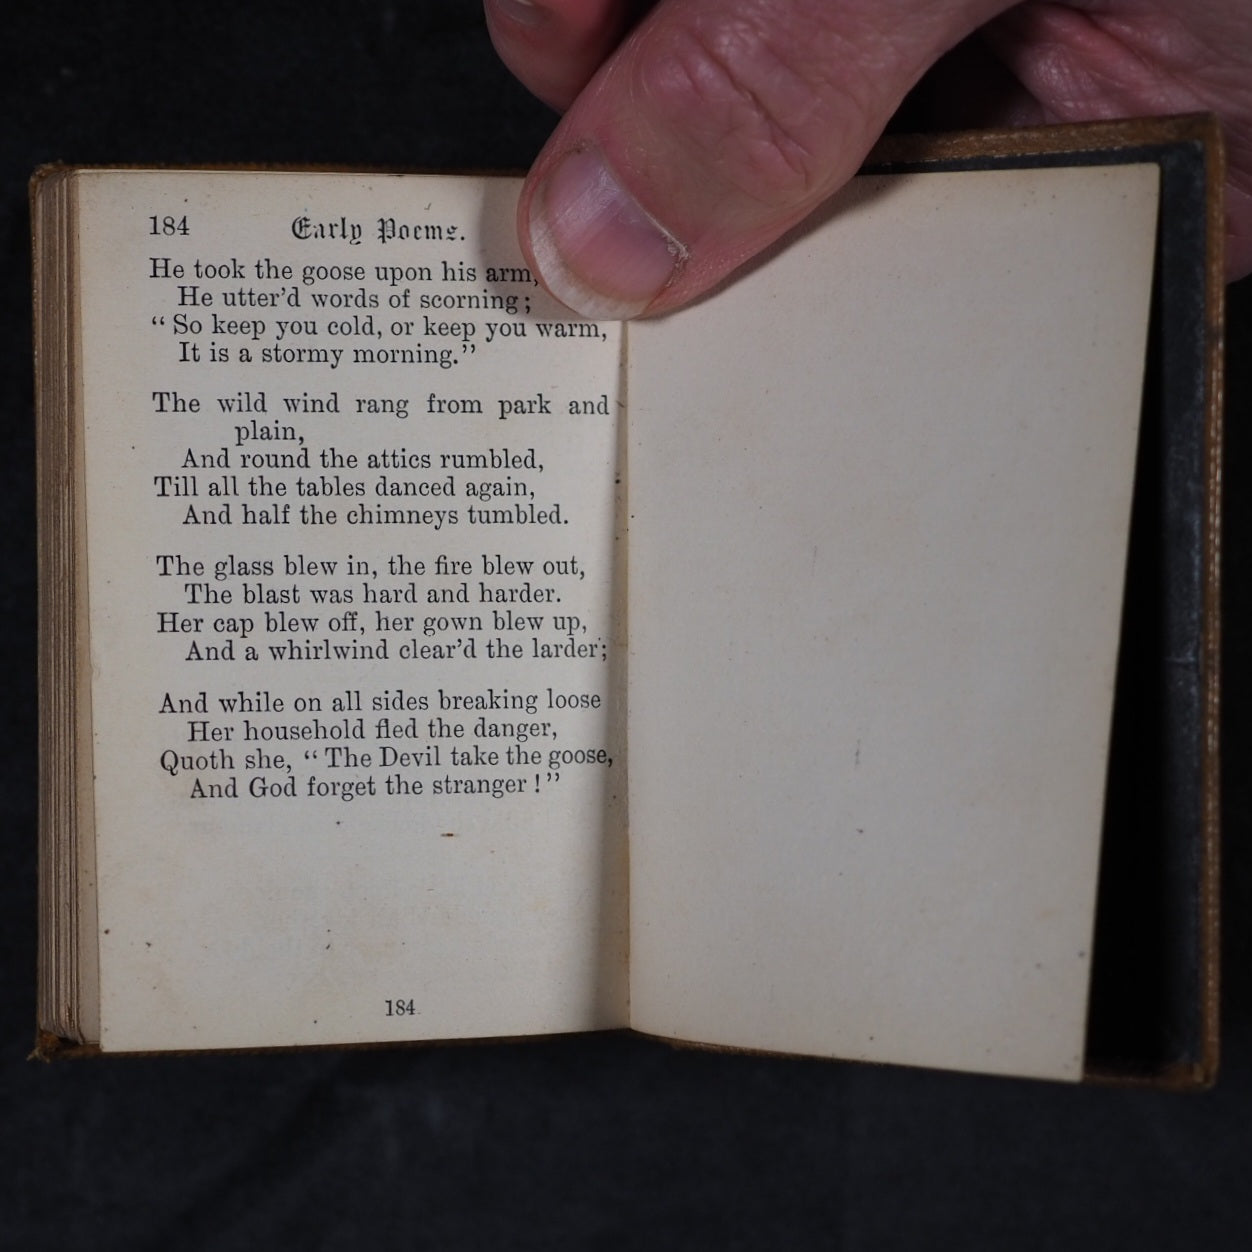 184 Early Poems.
He took the goose upon his arm,
He utter'd words of scorning;
“ So keep you cold, or keep you warm,
It is a stormy morning.”
The wild wind rang from park and
plain,
And round the attics rumbled,
Till all the tables danced again,
And half the chimneys tumbled.
The glass blew in, the fire blew out,
The blast was hard and harder.
Her cap blew off, her gown blew up,
And a whirlwind clear'd the larder;
And while on all sides breaking loose
Her household fled the danger,
Quoth she, “ The Devil take the goose,
And God forget the stranger !”
184